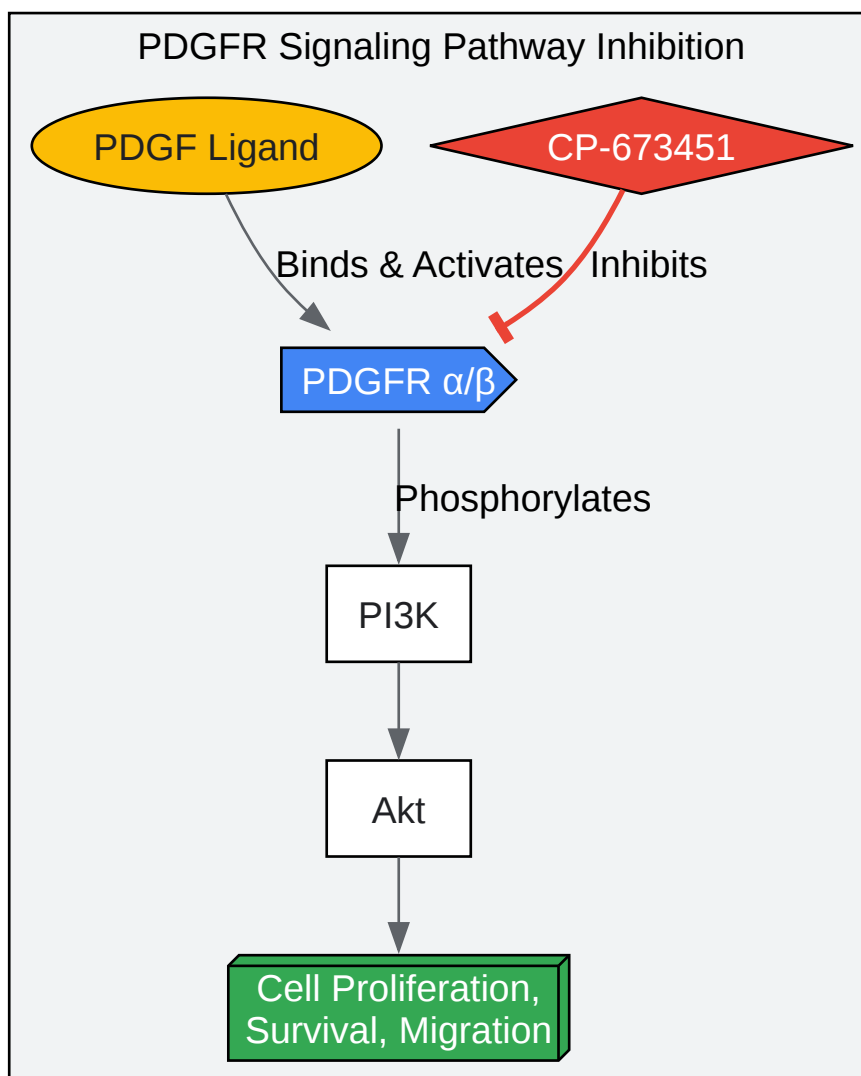 PDGFR Signaling Pathway Inhibition
PDGF Ligand
CP-673451
Binds & Activates
Inhibits
PDGFR α/β
Phosphorylates
PI3K
Akt
Cell Proliferation,
Survival, Migration